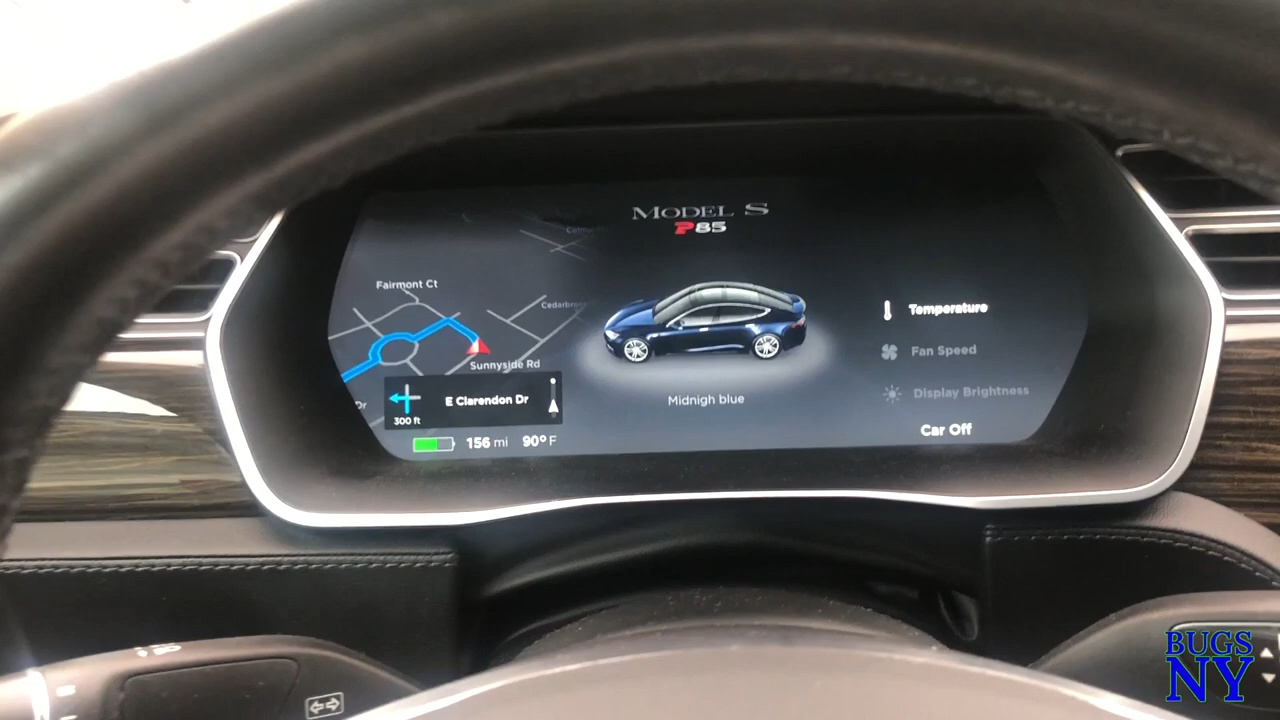 MODEL S
P85
Fairmont Ct
Sunnyside Rd
E Clarendon Dr
300 ft
Dr
156 mi 90° F
Midnigh blue
Temperature
Fan Speed
Display Brightness
Car Off
BUGS
NY